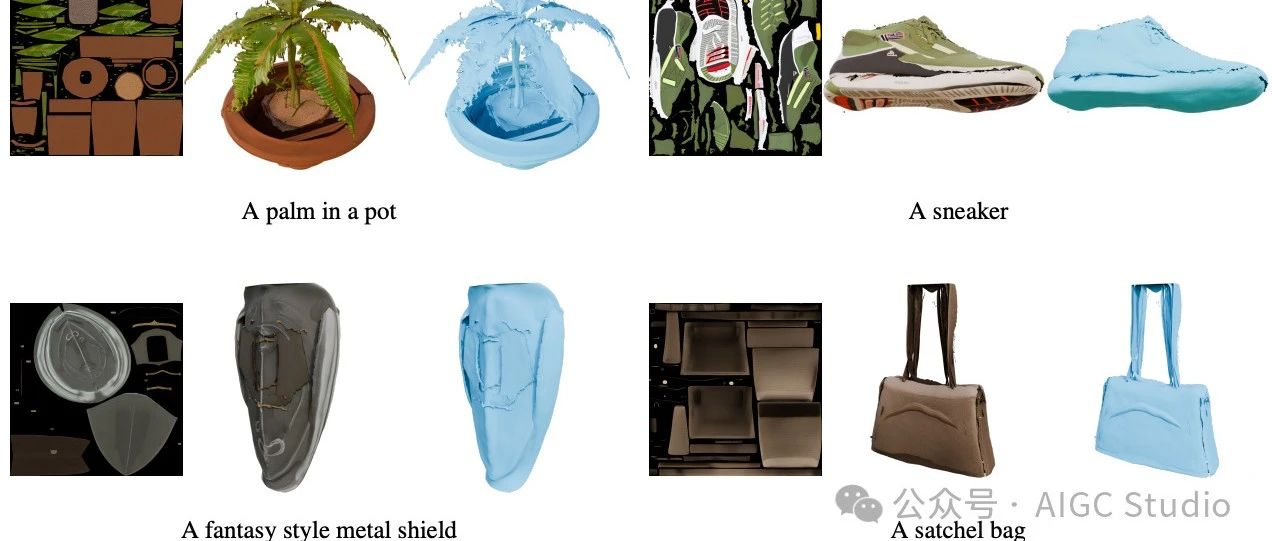 A palm in a pot
A sneaker
A fantasy style metal shield
A satchel bag
公众号 · AIGC Studio